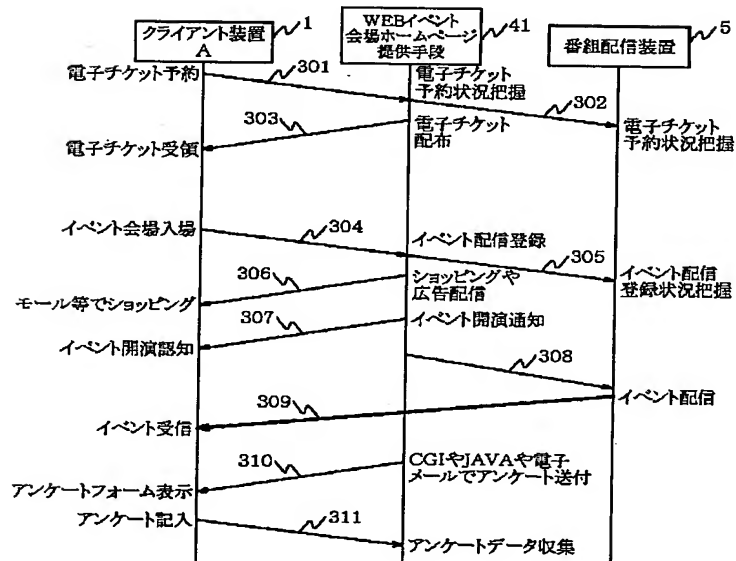 クライアント装置
A
1
WEBイベント
会場ホームページ
提供手段
41
番組配信装置
5
電子チケット予約
301
電子チケット
予約状況把握
302
電子チケット
予約状況把握
303
電子チケット
配布
電子チケット受領
イベント会場入場
304
イベント配信登録
305
イベント配信
登録状況把握
306
ショッピングや
広告配信
モール等でショッピング
307
イベント開演通知
イベント開演認知
308
イベント配信
309
イベント受信
310
CGIやJAVAや電子
メールでアンケート送付
アンケートフォーム表示
アンケート記入
311
アンケートデータ収集